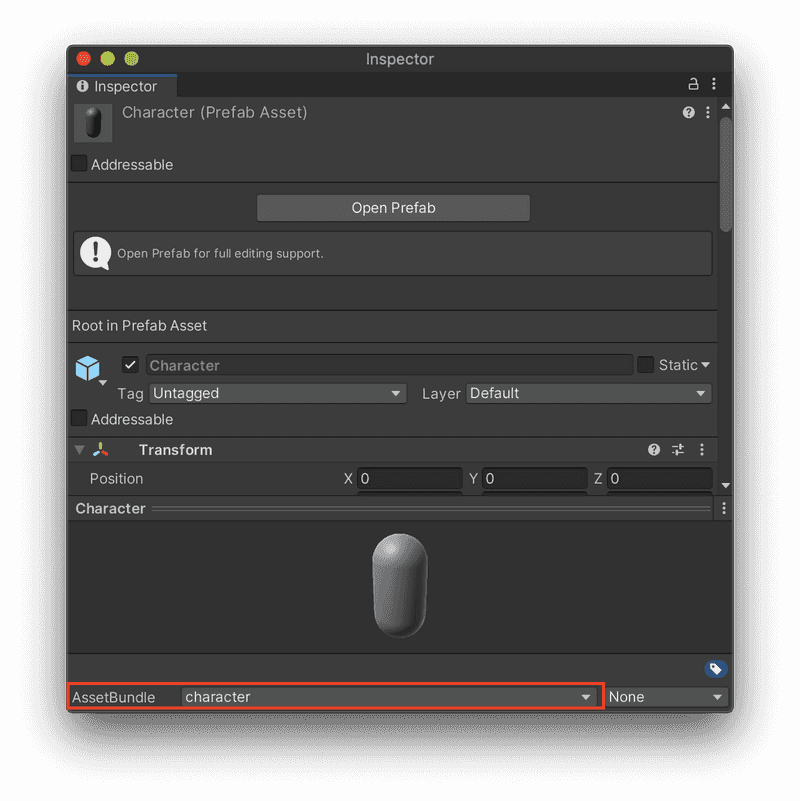 Inspector
Inspector
Character (Prefab Asset)
Addressable
Open Prefab
Open Prefab for full editing support.
Root in Prefab Asset
Character Static
Tag Untagged Layer Default
Addressable
Transform
Position X 0 Y 0 Z 0
Character
AssetBundle character None